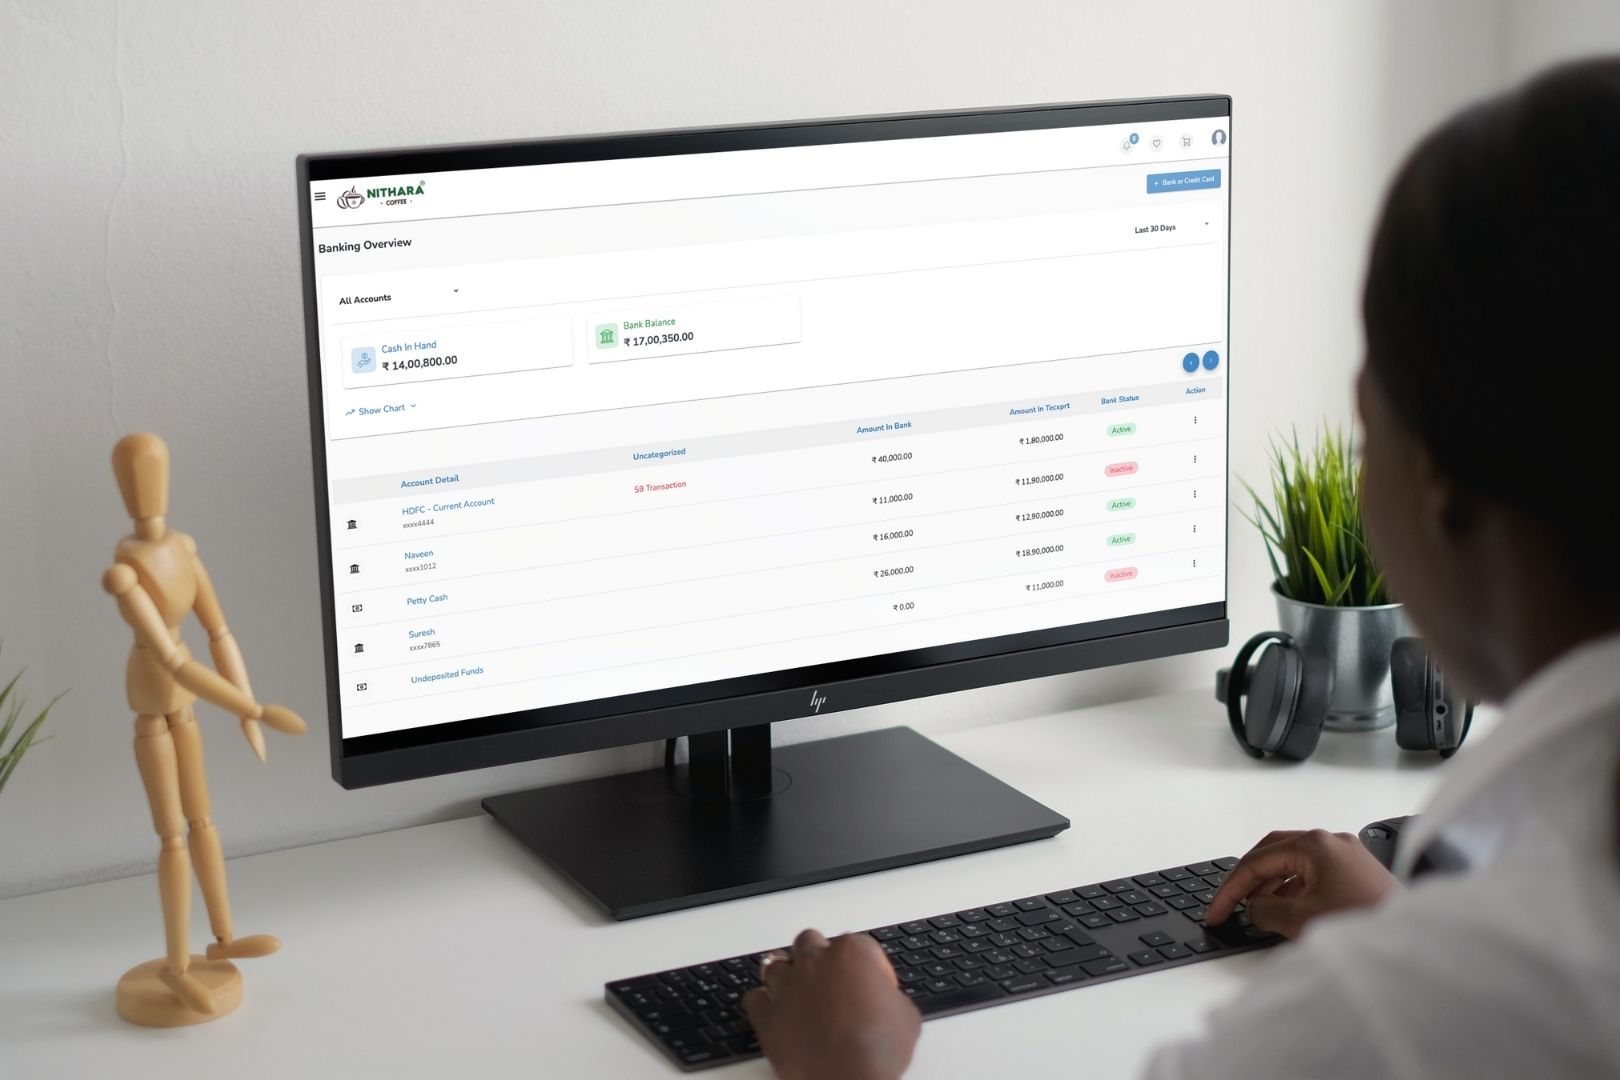 NITHARA®
· COFFEE ·
0
+ Bank or Credit Card
Banking Overview
Last 30 Days
All Accounts
Cash In Hand
₹ 14,00,800.00
Bank Balance
₹ 17,00,350.00
Show Chart
Account Detail Uncategorized Amount In Bank Amount In Tecxprt Bank Status Action
HDFC - Current Account 59 Transaction ₹ 40,000.00 ₹ 1,80,000.00 Active
xxxx4444
Naveen ₹ 11,000.00 ₹ 11,90,000.00 Inactive
xxxx1012
Petty Cash ₹ 16,000.00 ₹ 12,90,000.00 Active
Suresh ₹ 26,000.00 ₹ 18,90,000.00 Active
xxxx7865
Undeposited Funds ₹ 0.00 ₹ 11,000.00 Inactive
hp